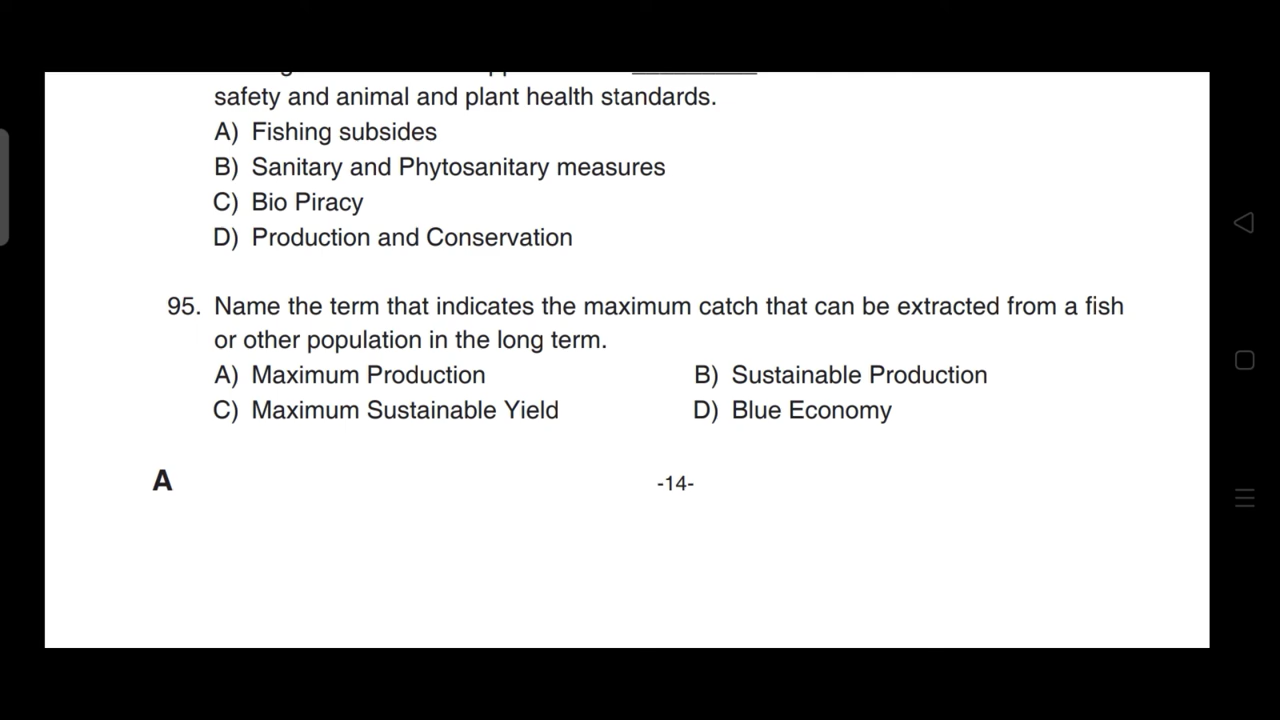 safety and animal and plant health standards.
A) Fishing subsides
B) Sanitary and Phytosanitary measures
C) Bio Piracy
D) Production and Conservation
95. Name the term that indicates the maximum catch that can be extracted from a fish
or other population in the long term.
A) Maximum Production B) Sustainable Production
C) Maximum Sustainable Yield D) Blue Economy
A -14-